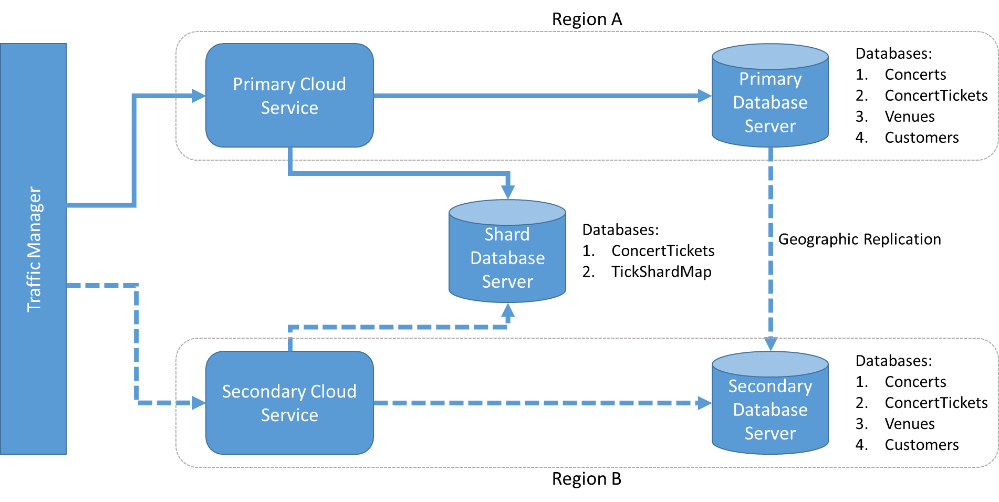 Region A
Primary Cloud
Service
Primary
Database
Server
Databases:
1. Concerts
2. ConcertTickets
3. Venues
4. Customers
Traffic Manager
Shard
Database
Server
Databases:
1. ConcertTickets
2. TickShardMap
Geographic Replication
Secondary Cloud
Service
Secondary
Database
Server
Databases:
1. Concerts
2. ConcertTickets
3. Venues
4. Customers
Region B